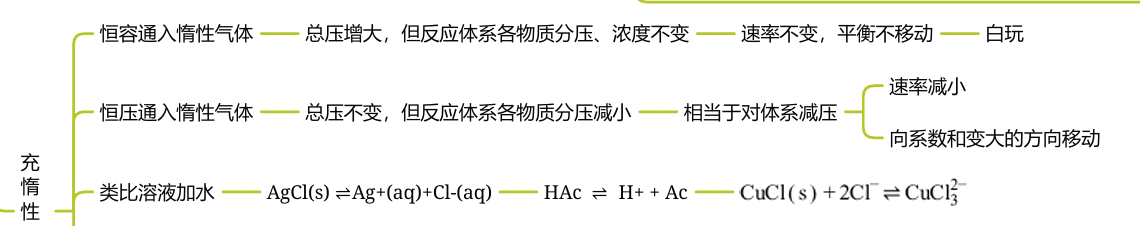 恒容通入惰性气体 总压增大，但反应体系各物质分压、浓度不变 速率不变，平衡不移动 白玩
速率减小
恒压通入惰性气体 总压不变，但反应体系各物质分压减小 相当于对体系减压
向系数和变大的方向移动
充惰性
类比溶液加水 AgCl(s) ⇌Ag+(aq)+Cl-(aq) HAc ⇌ H+ + Ac CuCl(s) + 2Cl⁻ ⇌ CuCl₃²⁻